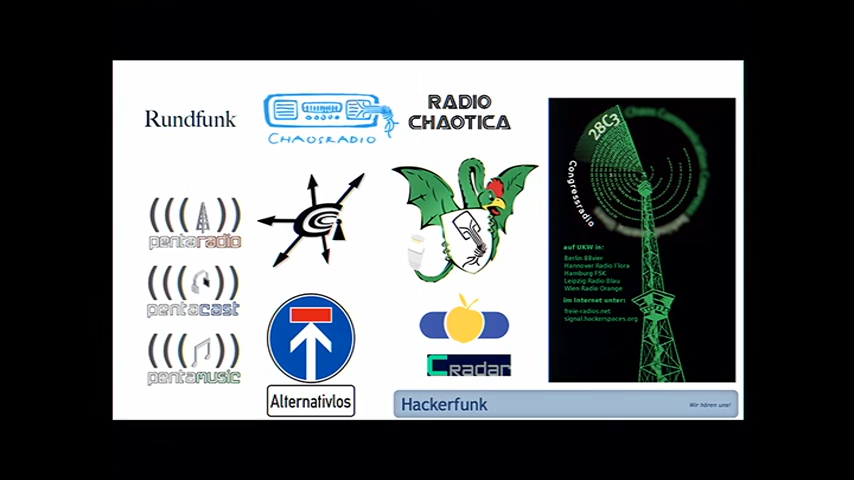 Rundfunk
CHAOSRADIO
RADIO
CHAOTICA
pentaradio
pentacast
pentamusic
Alternativlos
CRadar
Hackerfunk
Wir hören uns!
28C3
Congressradio
auf UKW in:
Berlin 88vier
Hannover Radio Flora
Hamburg FSK
Leipzig Radio Blau
Wien Radio Orange
im Internet unter:
freie-radios.net
signal.hackerspaces.org